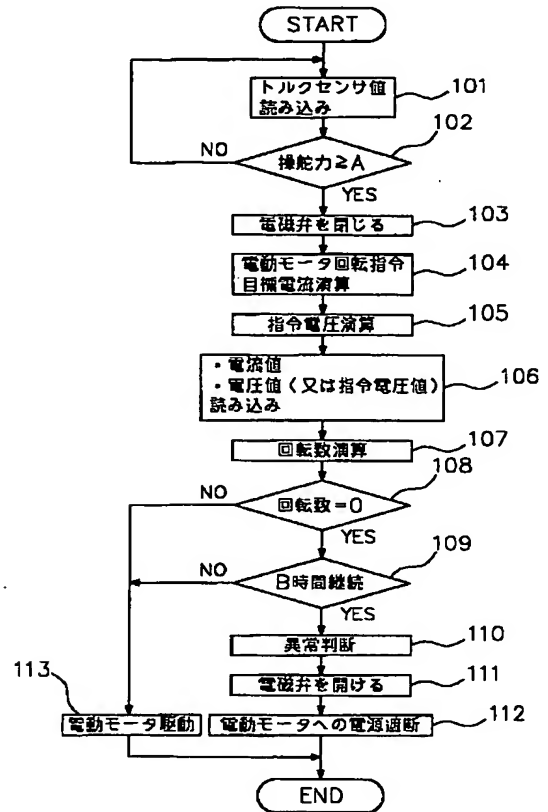 START
トルクセンサ値
読み込み
101
102
操舵力≧A
NO
YES
電磁弁を閉じる
103
電動モータ回転指令
目標電流演算
104
指令電圧演算
105
・電流値
・電圧値(又は指令電圧値)
読み込み
106
回転数演算
107
108
回転数=0
NO
YES
109
B時間継続
NO
YES
異常判断
110
電磁弁を開ける
111
113
電動モータ駆動
電動モータへの電源遮断
112
END